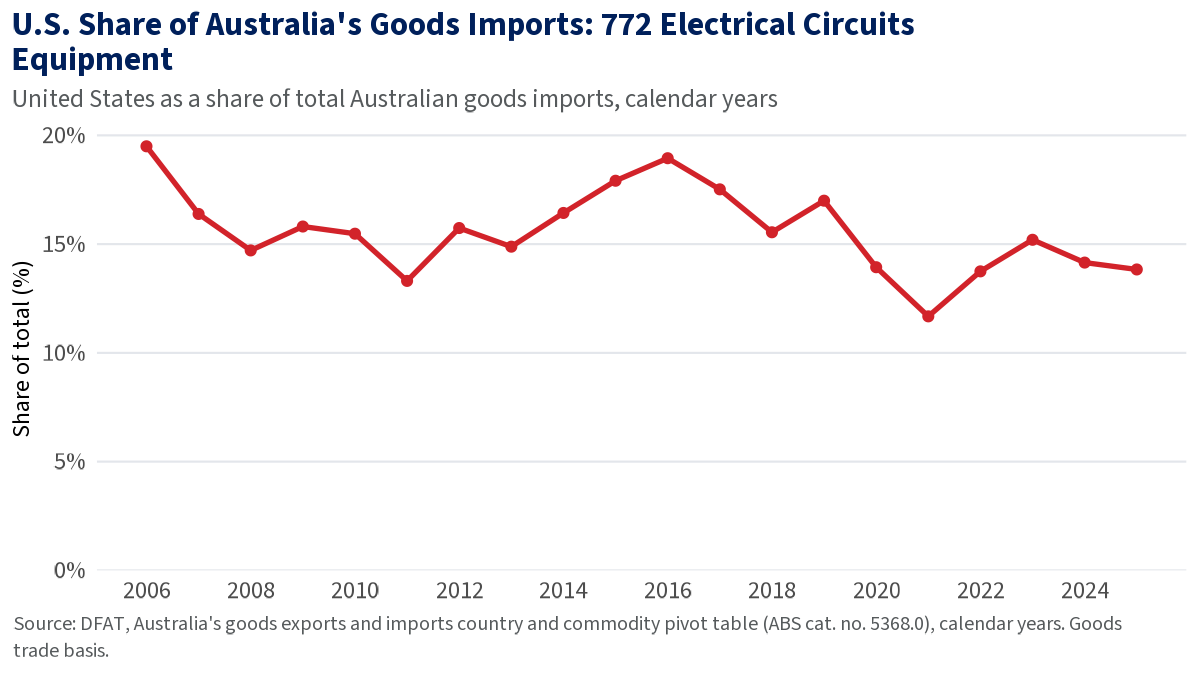 U.S. Share of Australia's Goods Imports: 772 Electrical Circuits
Equipment
United States as a share of total Australian goods imports, calendar years
Share of total (%)
20%
15%
10%
5%
0%
2006 2008 2010 2012 2014 2016 2018 2020 2022 2024
Source: DFAT, Australia's goods exports and imports country and commodity pivot table (ABS cat. no. 5368.0), calendar years. Goods
trade basis.